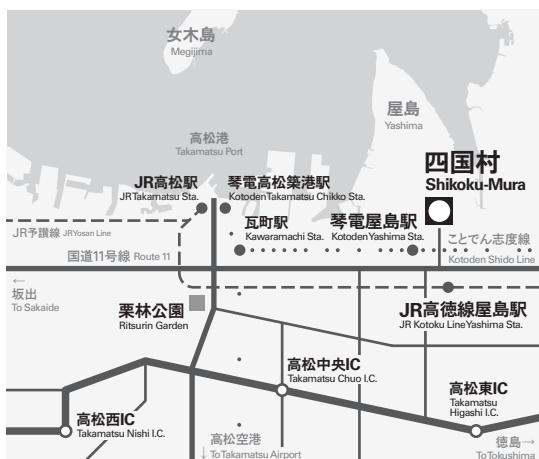 女木島
Megijima
屋島
Yashima
高松港
Takamatsu Port
四国村
Shikoku-Mura
JR高松駅
JR Takamatsu Sta.
琴電高松築港駅
Kotoden Takamatsu Chikko Sta.
瓦町駅
Kawaramachi Sta.
琴電屋島駅
Kotoden Yashima Sta.
JR予讃線 JR Yosan Line
ことでん志度線
Kotoden Shido Line
国道11号線 Route 11
←
坂出
To Sakaide
栗林公園
Ritsurin Garden
JR高徳線屋島駅
JR Kotoku Line Yashima Sta.
高松中央IC
Takamatsu Chuo I.C.
高松東IC
Takamatsu
Higashi I.C.
高松西IC
Takamatsu Nishi I.C.
高松空港
↓ To Takamatsu Airport
徳島→
To Tokushima